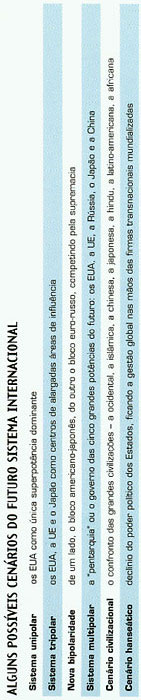 ALGUNS POSSÍVEIS CENÁRIOS DO FUTURO SISTEMA INTERNACIONAL
Sistema unipolar os EUA como única superpotência dominante
Sistema tripolar os EUA, a UE e o Japão como centros de alargadas áreas de influência
Nova bipolaridade de um lado, o bloco americano-japonês, do outro o bloco euro-russo, competindo pela supremacia
Sistema multipolar a "pentarquia" ou o governo das cinco grandes potências do futuro: os EUA, a UE, a Rússia, o Japão e a China
Cenário civilizacional o confronto das grandes civilizações – a ocidental, a islâmica, a chinesa, a japonesa, a hindu, a latino-americana, a africana
Cenário hanseático declínio do poder político dos Estados, ficando a gestão global nas mãos das firmas transnacionais mundializadas